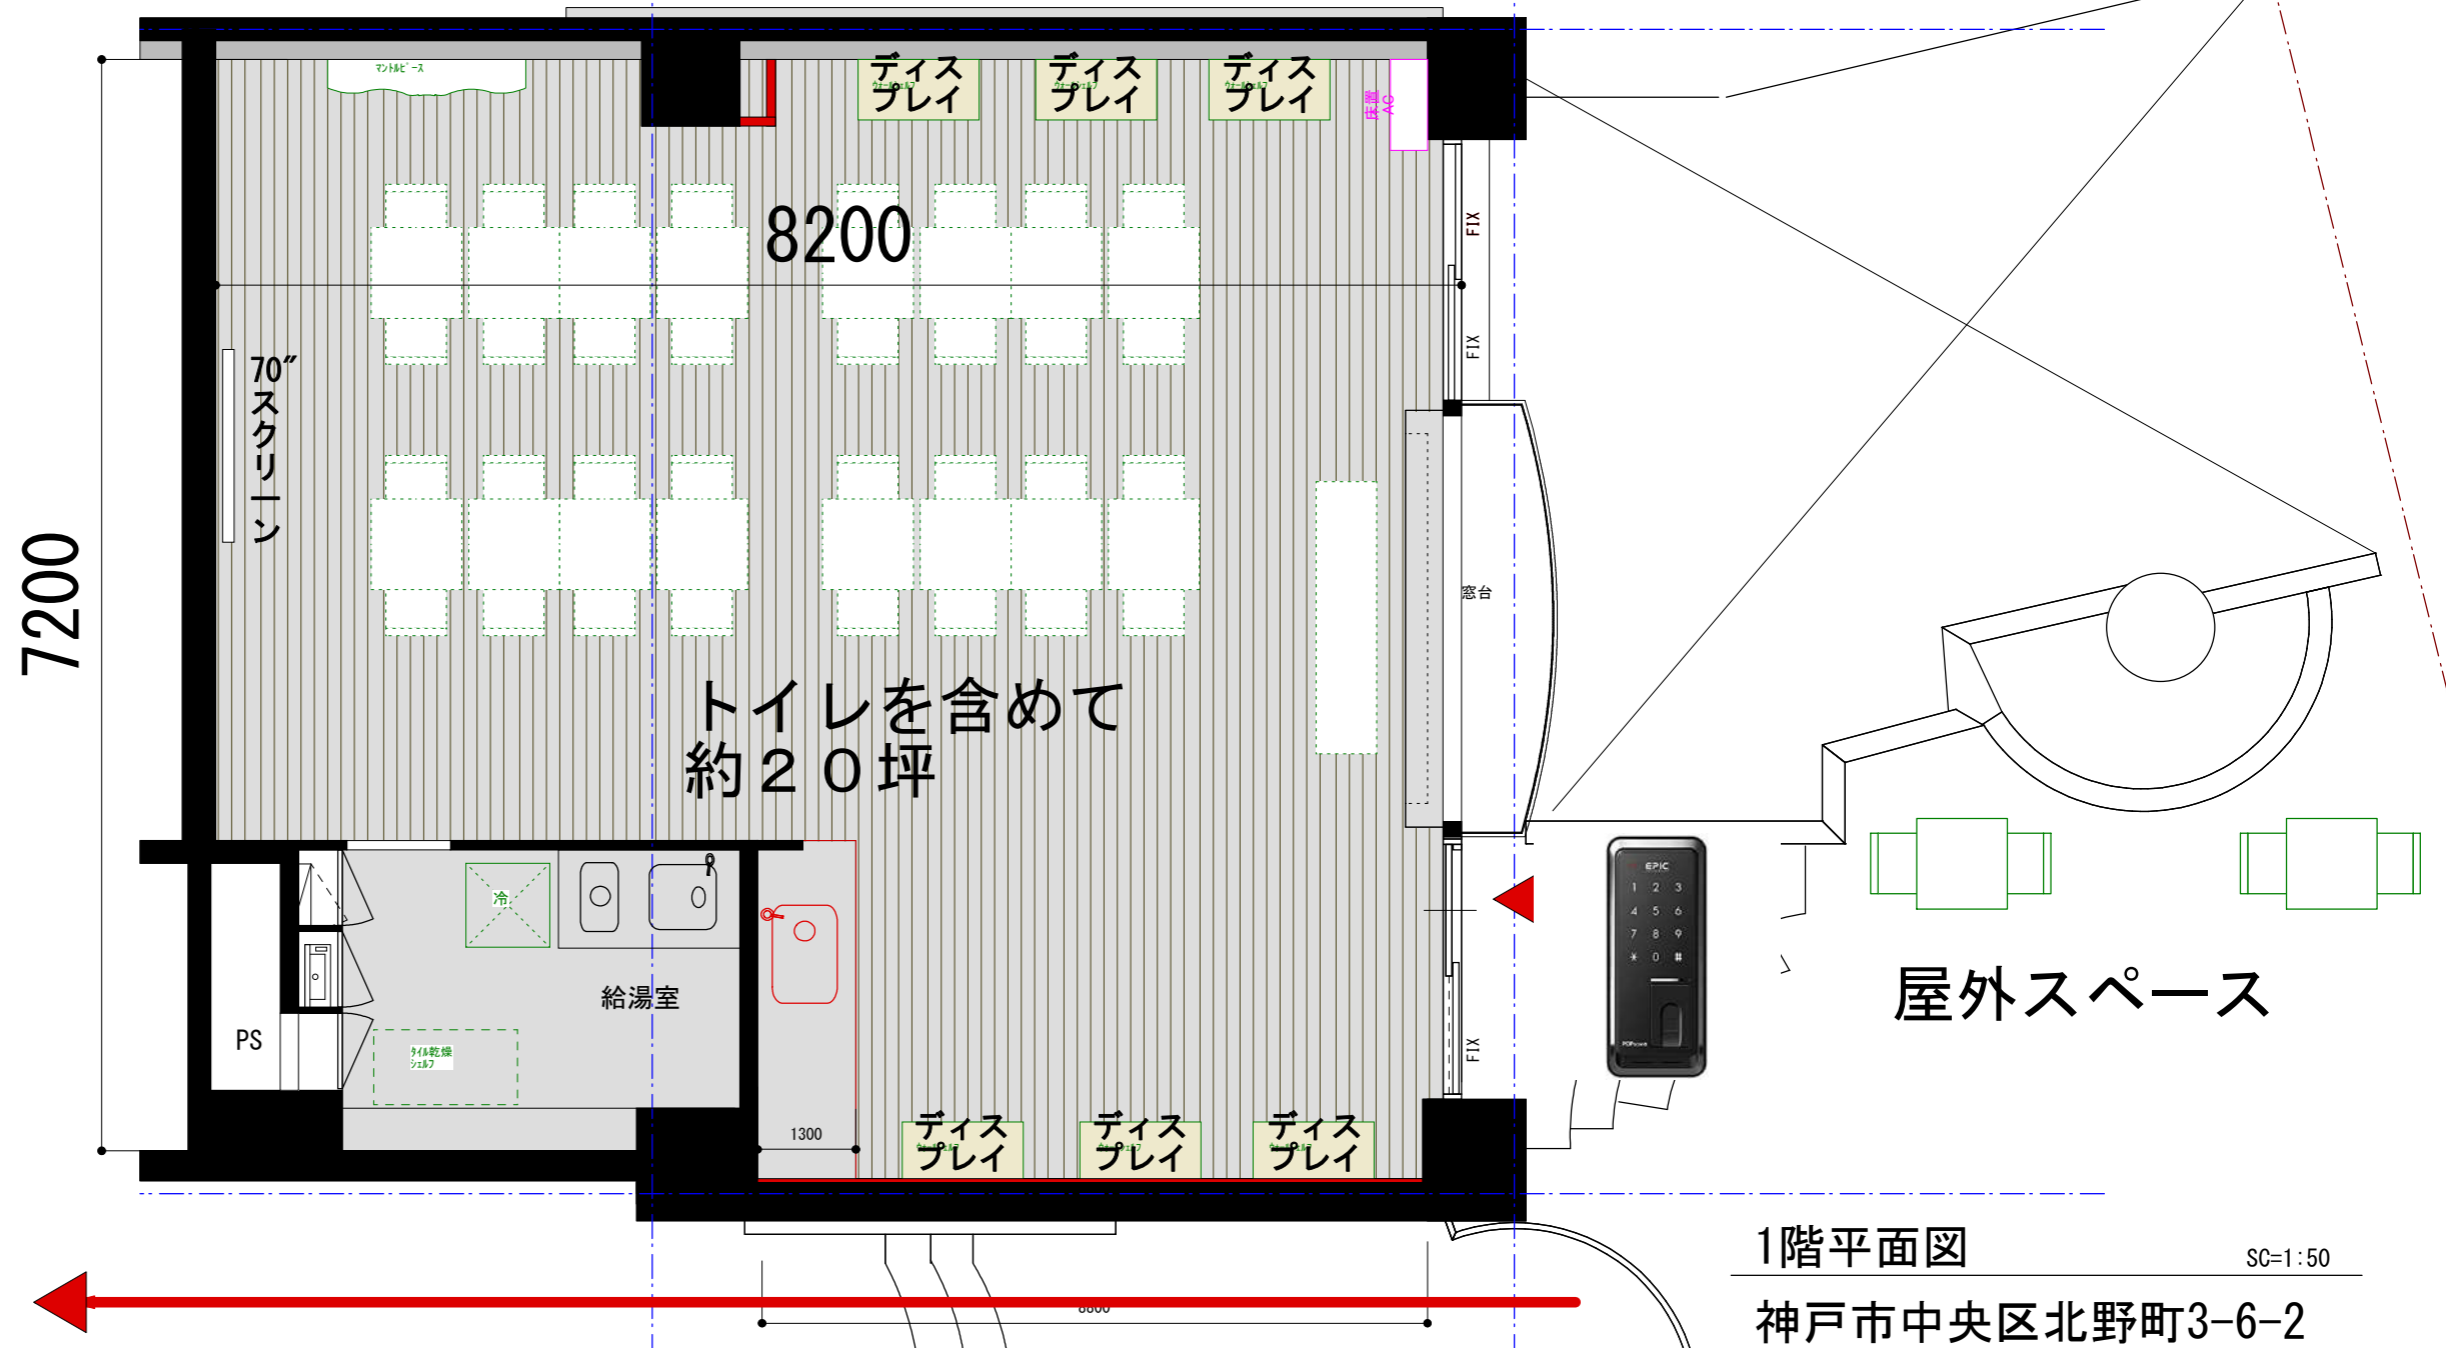 マントルピース
ディス
プレイ
ディス
プレイ
ディス
プレイ
床置
AC
8200
FIX
FIX
70"スクリーン
7200
窓台
トイレを含めて
約２０坪
EPIC
1 2 3
4 5 6
7 8 9
* 0 #
冷
給湯室
PS
タイル乾燥
シェルフ
屋外スペース
FIX
1300
ディス
プレイ
ディス
プレイ
ディス
プレイ
1階平面図
SC=1:50
神戸市中央区北野町3-6-2